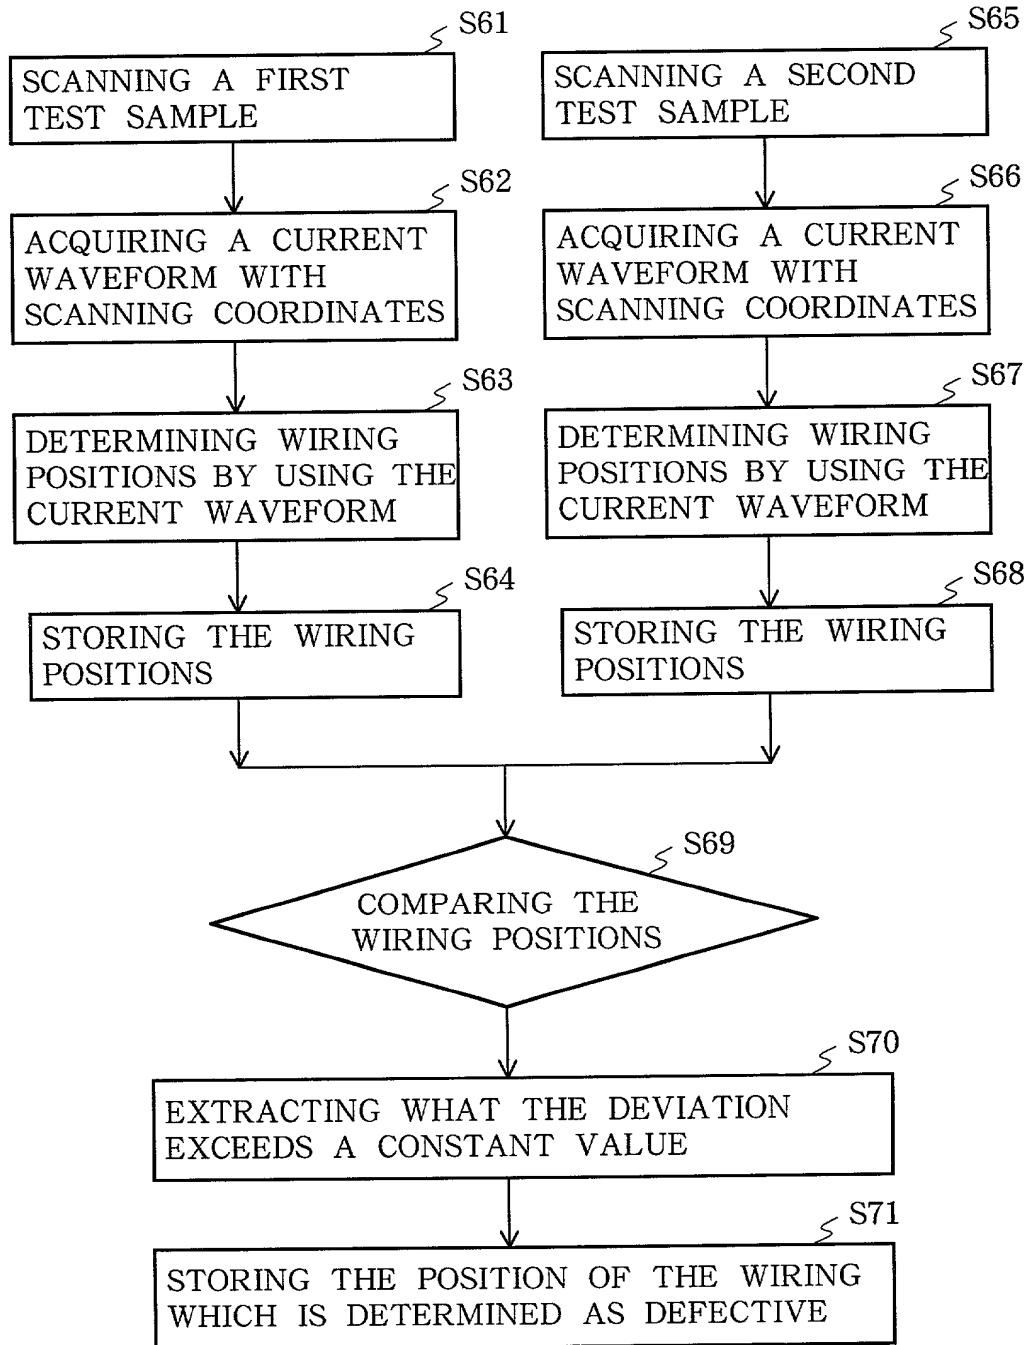 S61
SCANNING A FIRST
TEST SAMPLE
S62
ACQUIRING A CURRENT
WAVEFORM WITH
SCANNING COORDINATES
S63
DETERMINING WIRING
POSITIONS BY USING THE
CURRENT WAVEFORM
S64
STORING THE WIRING
POSITIONS
S65
SCANNING A SECOND
TEST SAMPLE
S66
ACQUIRING A CURRENT
WAVEFORM WITH
SCANNING COORDINATES
S67
DETERMINING WIRING
POSITIONS BY USING THE
CURRENT WAVEFORM
S68
STORING THE WIRING
POSITIONS
S69
COMPARING THE
WIRING POSITIONS
S70
EXTRACTING WHAT THE DEVIATION
EXCEEDS A CONSTANT VALUE
S71
STORING THE POSITION OF THE WIRING
WHICH IS DETERMINED AS DEFECTIVE